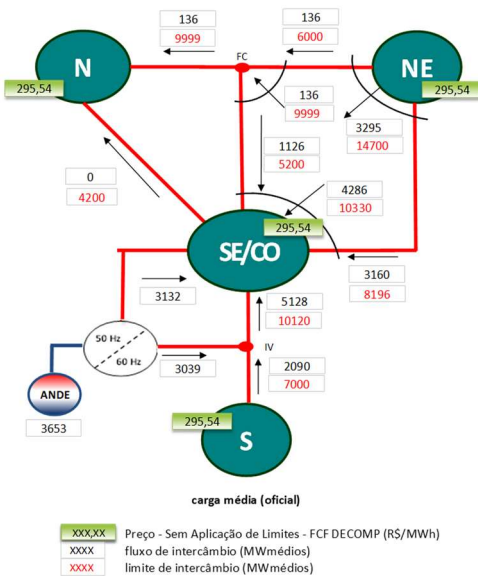 136
9999
136
6000
FC
N
NE
295,54
295,54
136
9999
3295
14700
1126
5200
0
4200
4286
10330
295,54
SE/CO
3160
8196
3132
5128
10120
50 Hz
60 Hz
IV
3039
2090
7000
ANDE
3653
295,54
S
carga média (oficial)
XXX,XX Preço - Sem Aplicação de Limites - FCF DECOMP (R$/MWh)
XXXX fluxo de intercâmbio (MWmédios)
XXXX limite de intercâmbio (MWmédios)